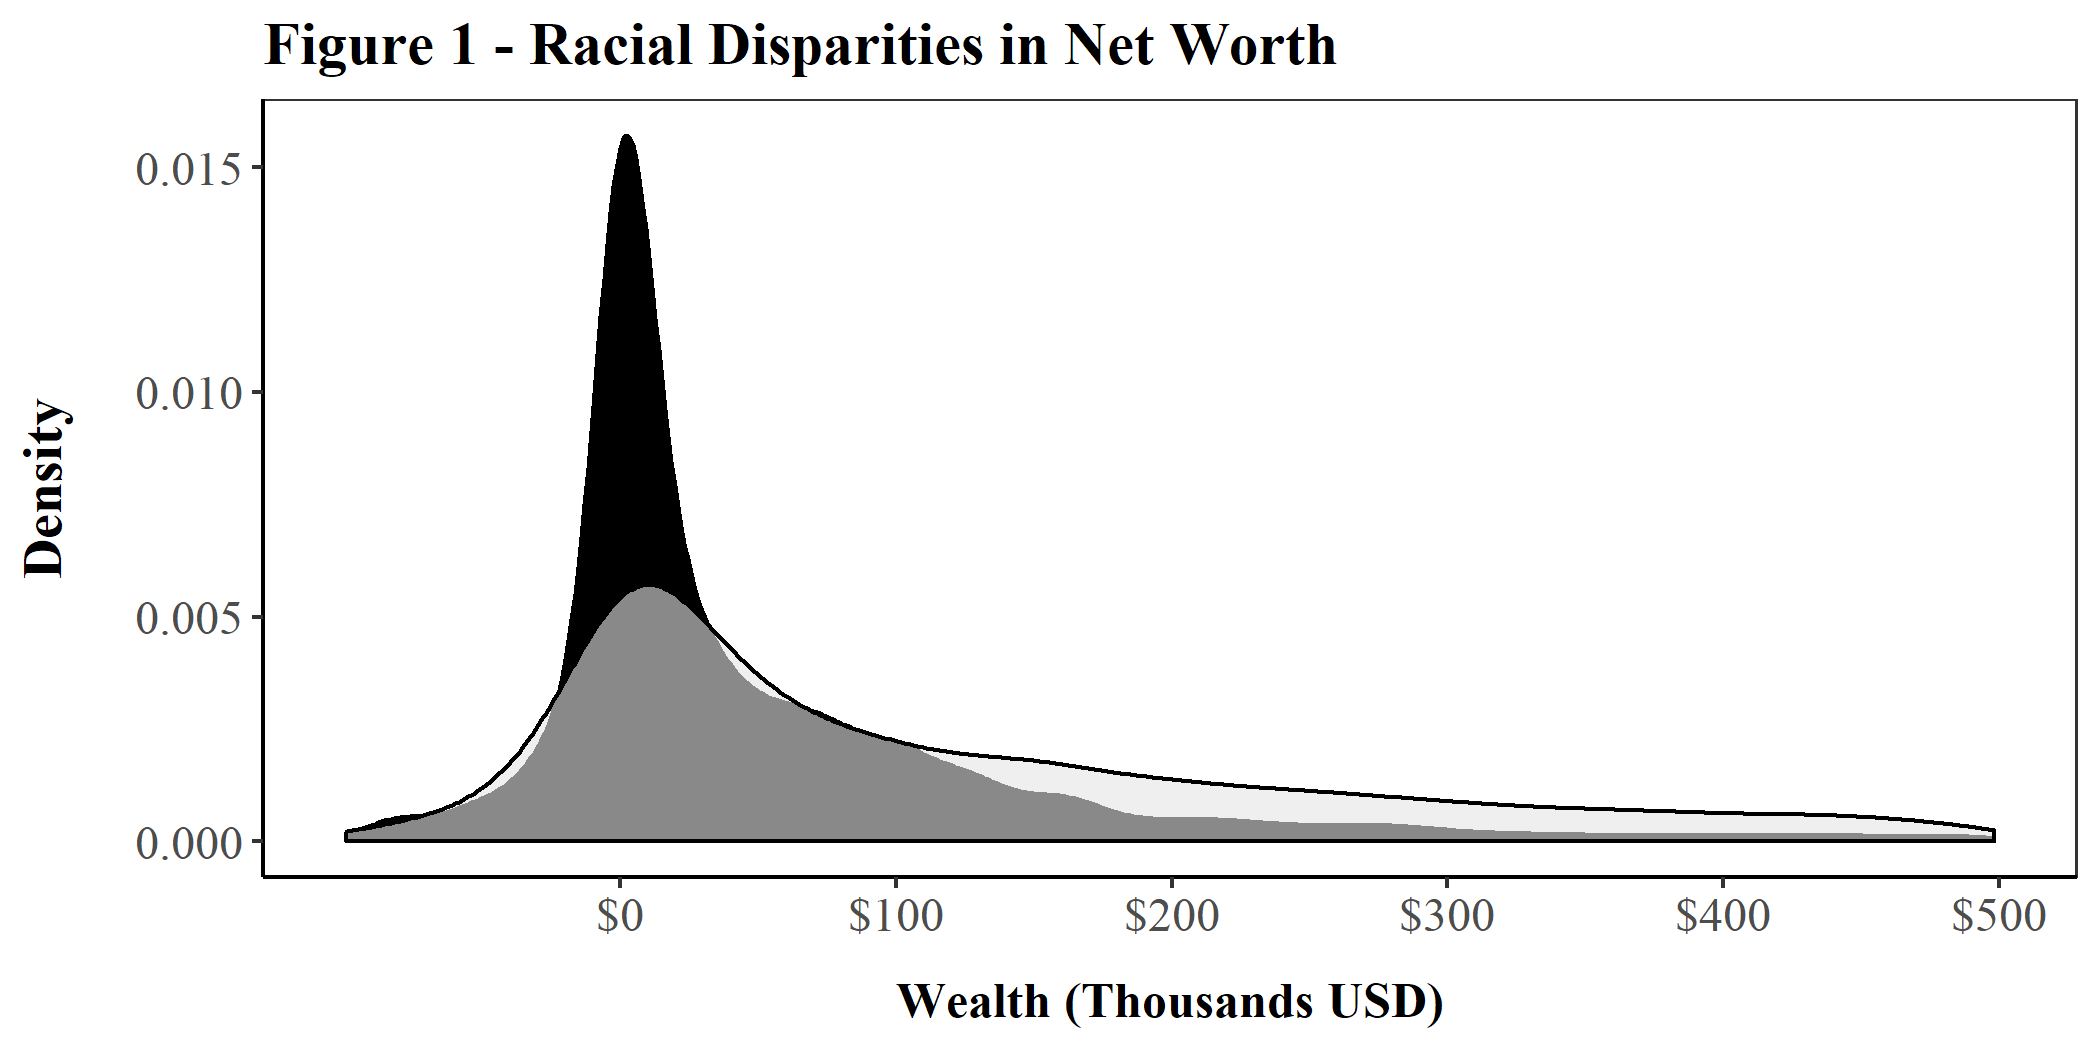 Figure 1 - Racial Disparities in Net Worth
0.015
0.010
0.005
0.000
Density
$0 $100 $200 $300 $400 $500
Wealth (Thousands USD)